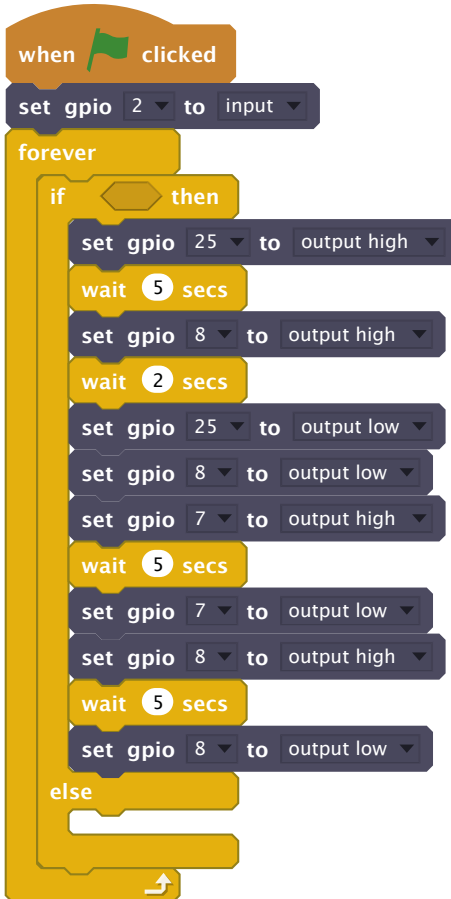 when clicked
set gpio 2 to input
forever
if then
set gpio 25 to output high
wait 5 secs
set gpio 8 to output high
wait 2 secs
set gpio 25 to output low
set gpio 8 to output low
set gpio 7 to output high
wait 5 secs
set gpio 7 to output low
set gpio 8 to output high
wait 5 secs
set gpio 8 to output low
else